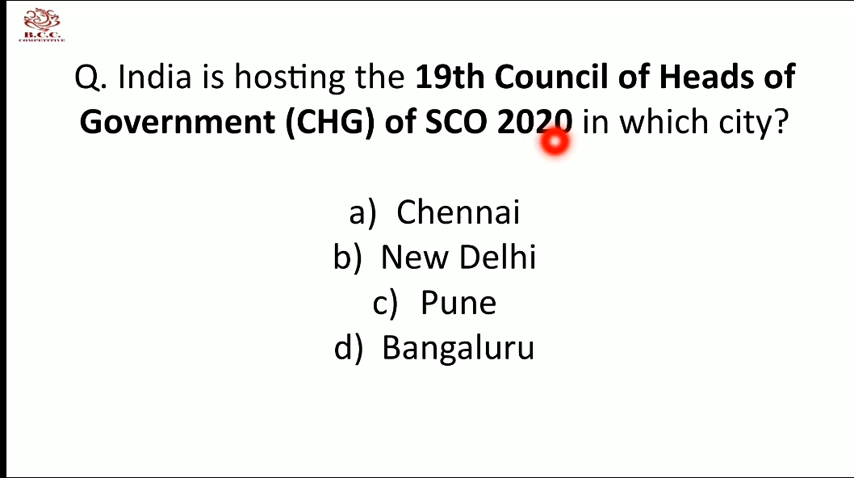 B.C.C.
COMPETITIVE
Q. India is hosting the 19th Council of Heads of
Government (CHG) of SCO 2020 in which city?
a) Chennai
b) New Delhi
c) Pune
d) Bangaluru